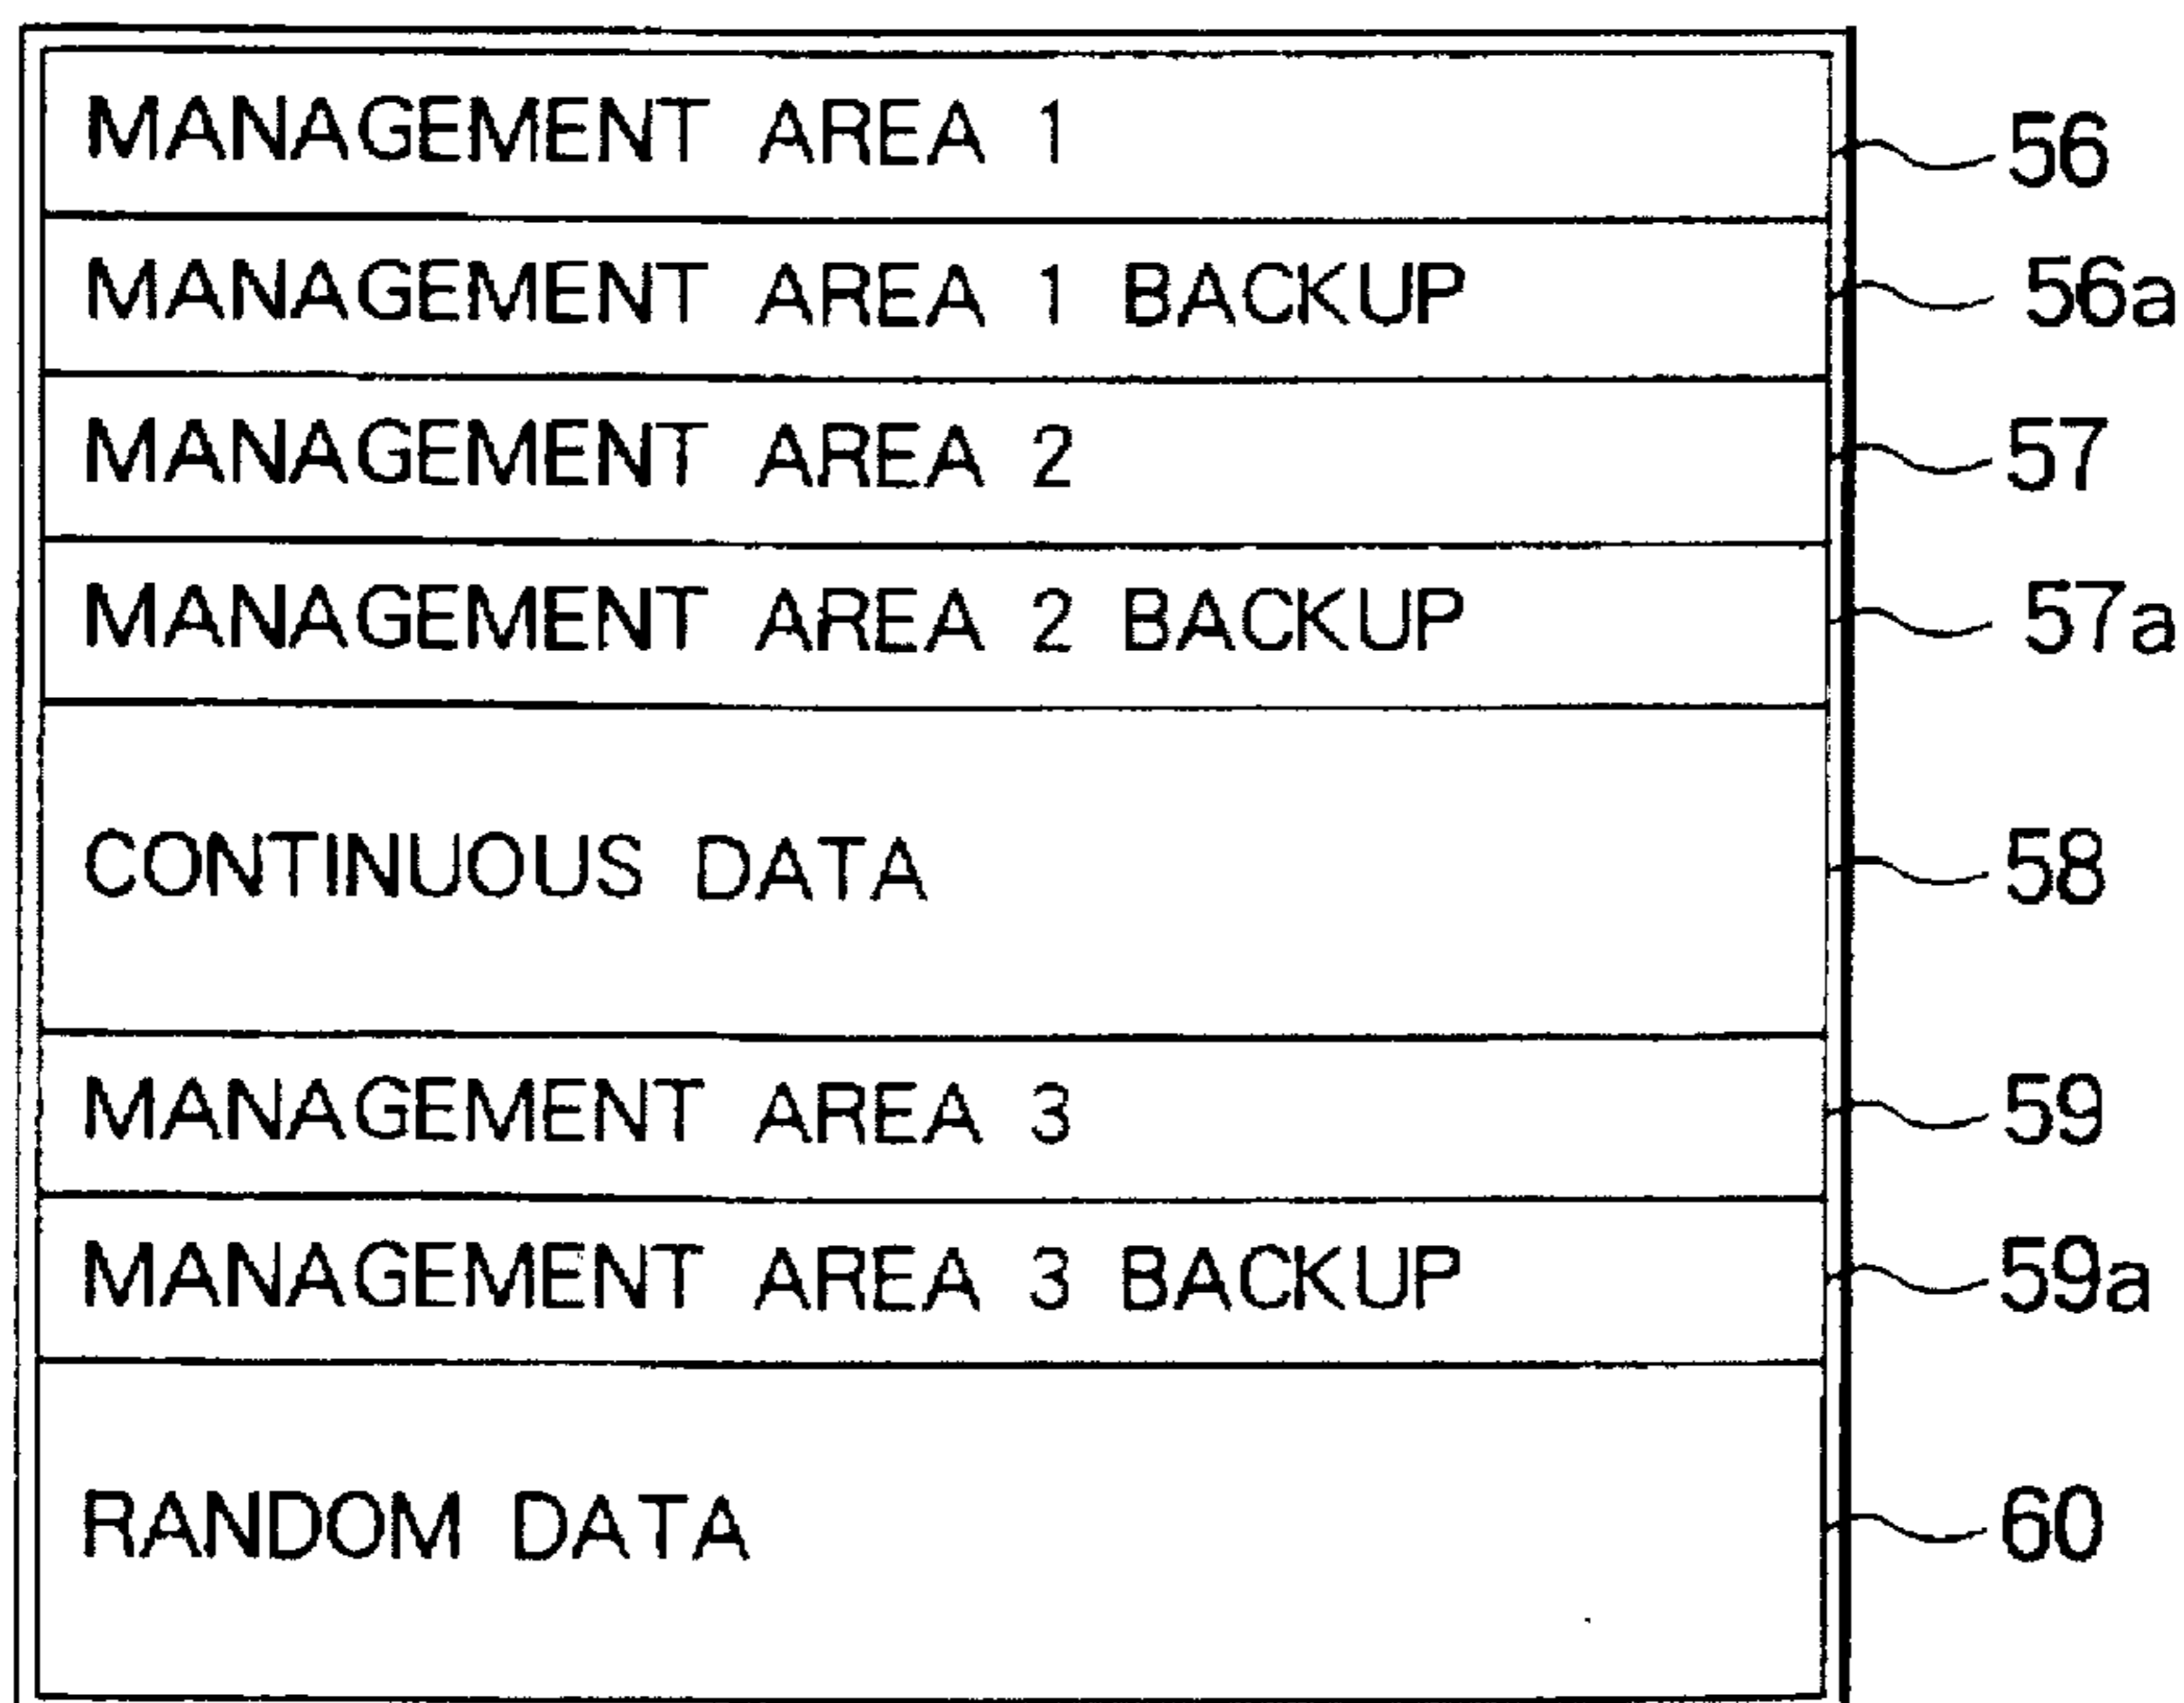 MANAGEMENT AREA 1 56
MANAGEMENT AREA 1 BACKUP 56a
MANAGEMENT AREA 2 57
MANAGEMENT AREA 2 BACKUP 57a
CONTINUOUS DATA 58
MANAGEMENT AREA 3 59
MANAGEMENT AREA 3 BACKUP 59a
RANDOM DATA 60